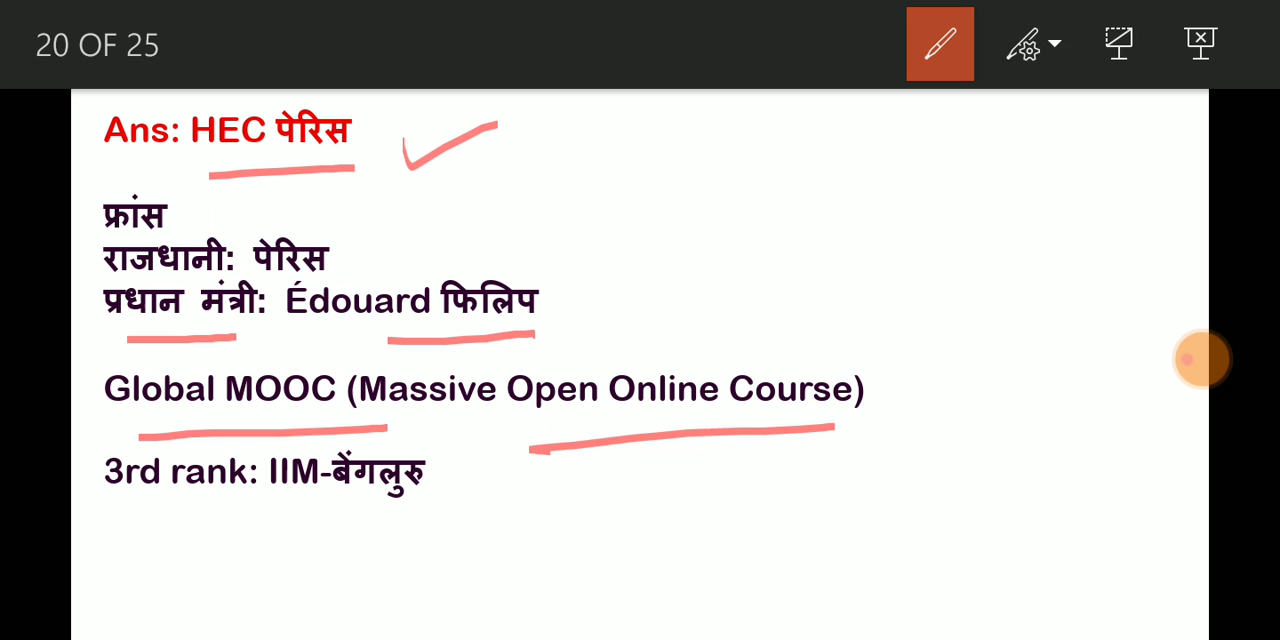 20 OF 25
Ans: HEC पेरिस
फ्रांस
राजधानी: पेरिस
प्रधान मंत्री: Édouard फिलिप
Global MOOC (Massive Open Online Course)
3rd rank: IIM-बेंगलुरु